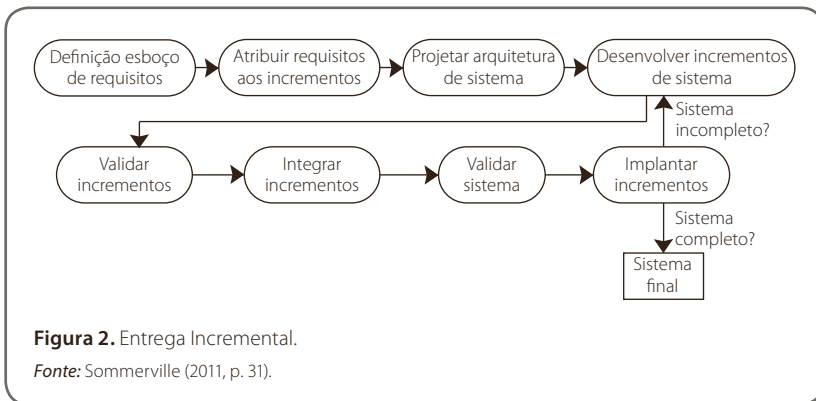 Definição esboço
de requisitos
Atribuir requisitos
aos incrementos
Projetar arquitetura
de sistema
Desenvolver incrementos
de sistema
Sistema
incompleto?
Validar
incrementos
Integrar
incrementos
Validar
sistema
Implantar
incrementos
Sistema
completo?
Sistema
final
Figura 2. Entrega Incremental.
Fonte: Sommerville (2011, p. 31).